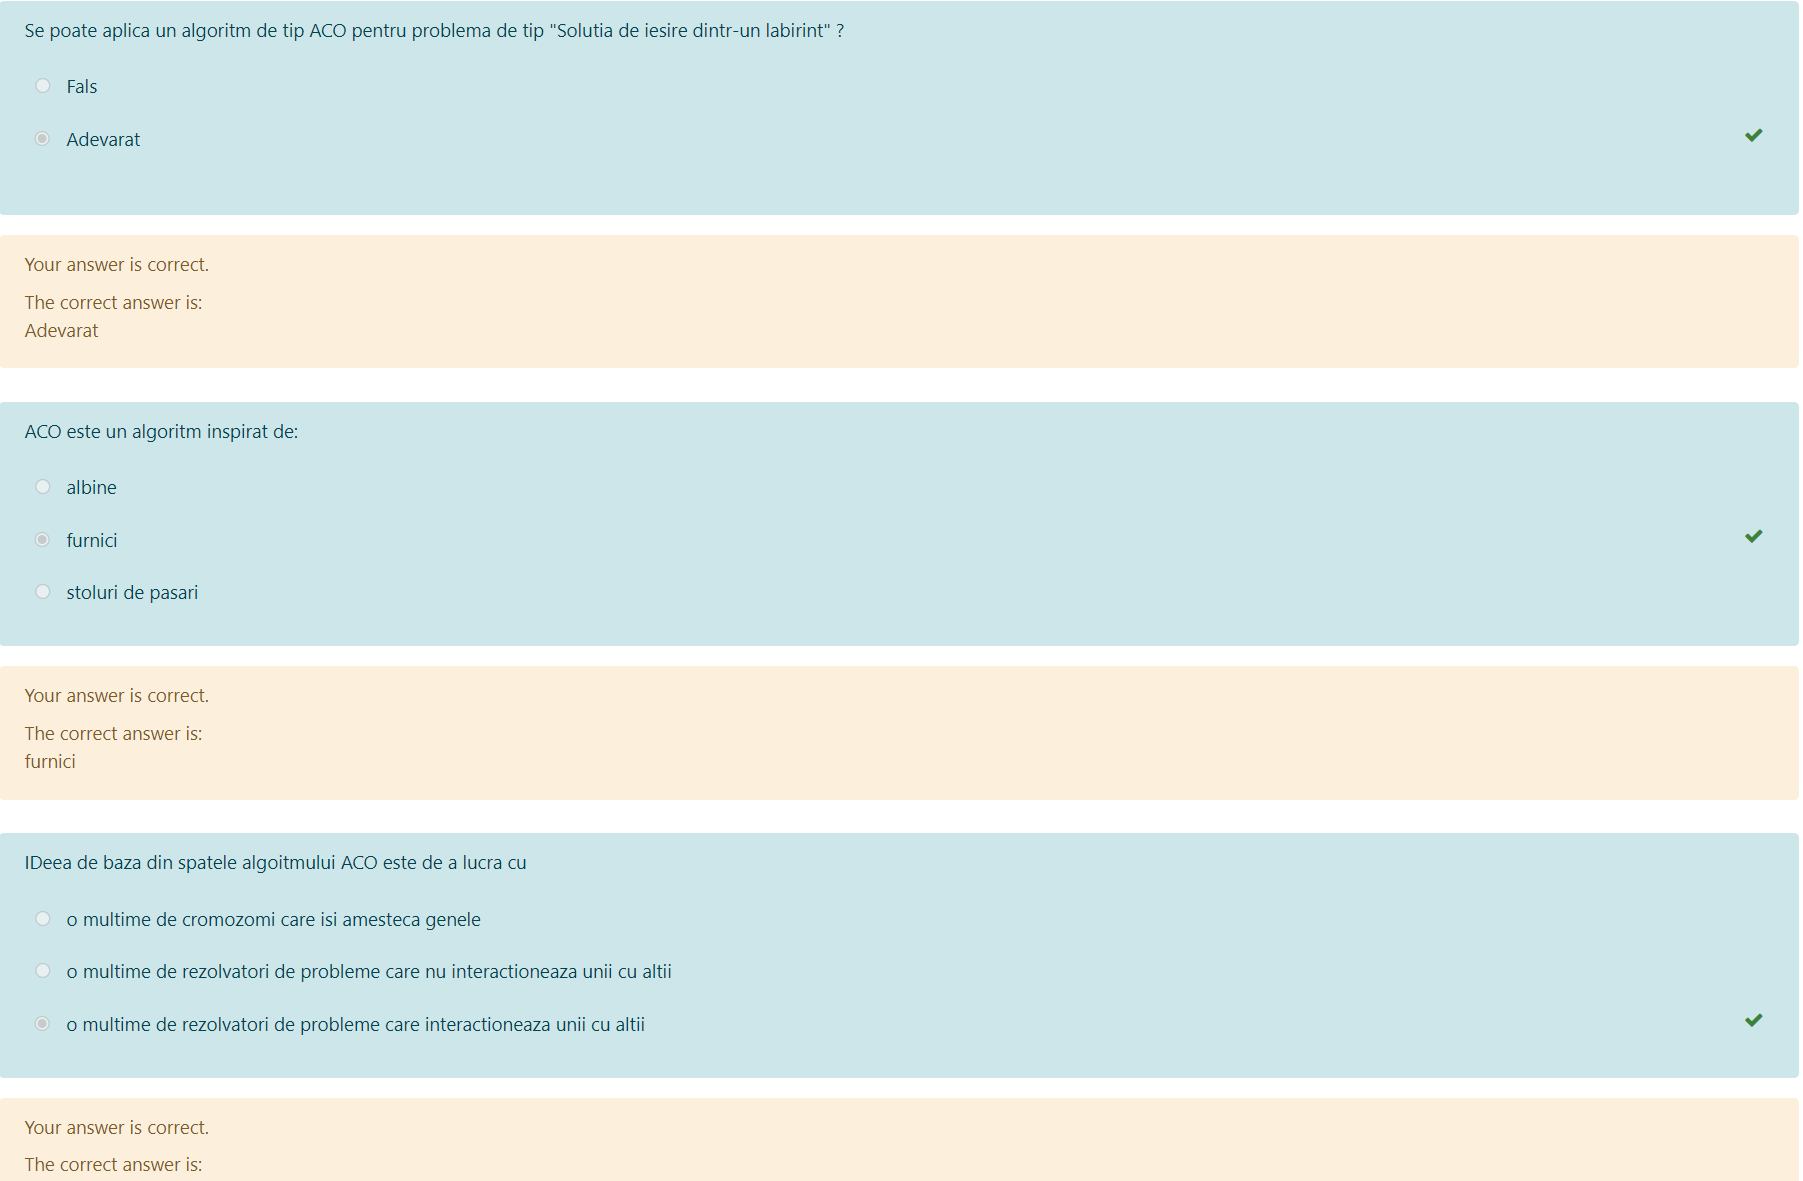 Se poate aplica un algoritm de tip ACO pentru problema de tip "Solutia de iesire dintr-un labirint" ?
Fals
Adevarat
Your answer is correct.
The correct answer is:
Adevarat
ACO este un algoritm inspirat de:
albine
furnici
stoluri de pasari
Your answer is correct.
The correct answer is:
furnici
IDeea de baza din spatele algoitmului ACO este de a lucra cu
o multime de cromozomi care isi amesteca genele
o multime de rezolvatori de probleme care nu interactioneaza unii cu altii
o multime de rezolvatori de probleme care interactioneaza unii cu altii
Your answer is correct.
The correct answer is: